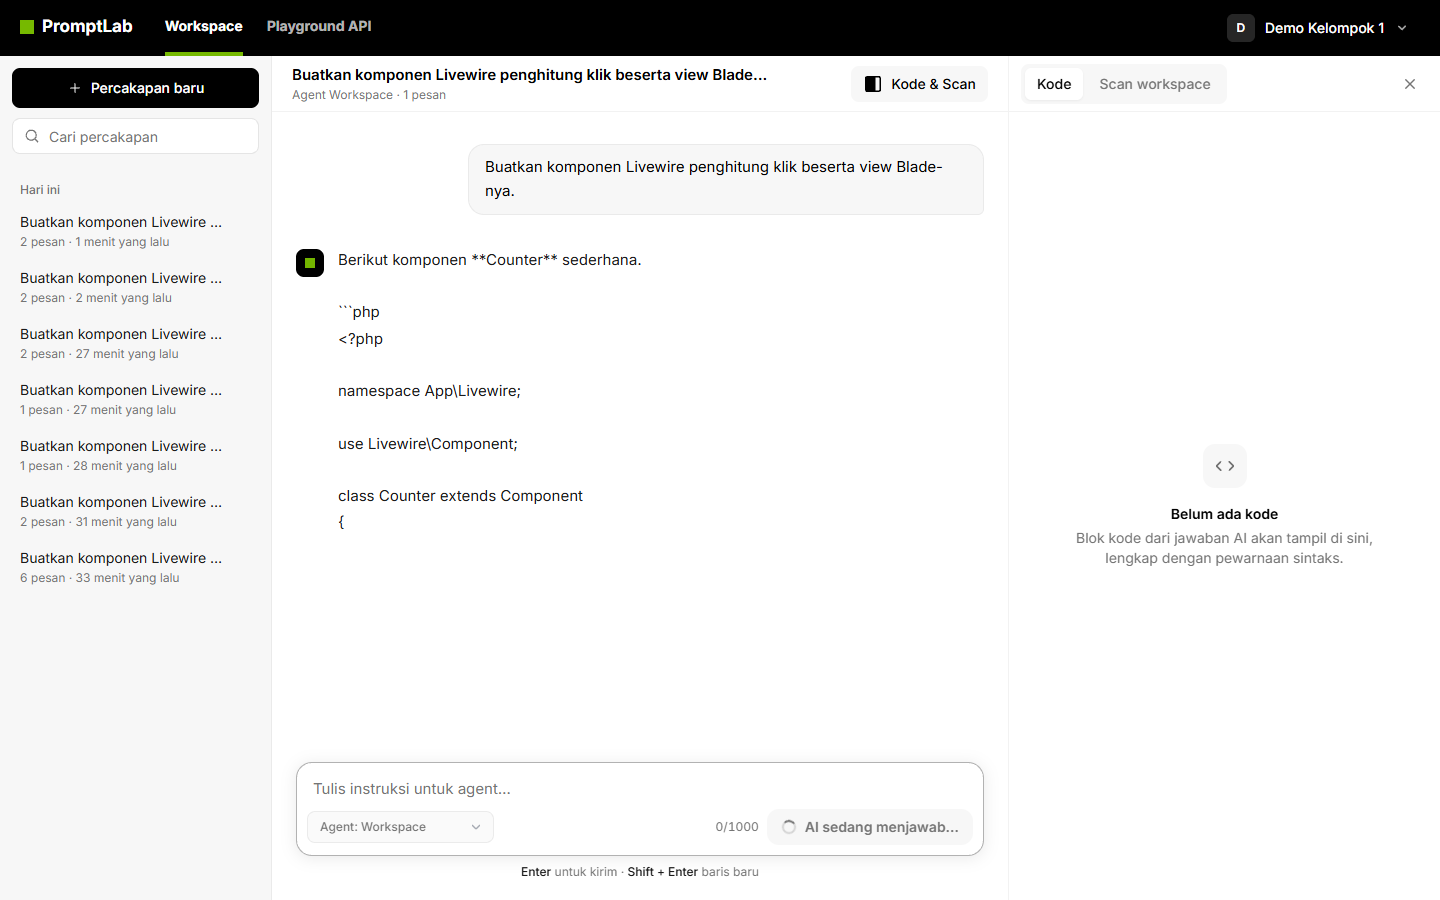 PromptLab
Workspace
Playground API
D
Demo Kelompok 1
Percakapan baru
Cari percakapan
Hari ini
Buatkan komponen Livewire ...
2 pesan · 1 menit yang lalu
Buatkan komponen Livewire ...
2 pesan · 2 menit yang lalu
Buatkan komponen Livewire ...
2 pesan · 27 menit yang lalu
Buatkan komponen Livewire ...
1 pesan · 27 menit yang lalu
Buatkan komponen Livewire ...
1 pesan · 28 menit yang lalu
Buatkan komponen Livewire ...
2 pesan · 31 menit yang lalu
Buatkan komponen Livewire ...
6 pesan · 33 menit yang lalu
Buatkan komponen Livewire penghitung klik beserta view Blade...
Agent Workspace · 1 pesan
Kode & Scan
Buatkan komponen Livewire penghitung klik beserta view Blade-
nya.
Berikut komponen **Counter** sederhana.
```php
<?php
namespace App\Livewire;
use Livewire\Component;
class Counter extends Component
{
Tulis instruksi untuk agent...
Agent: Workspace
0/1000
AI sedang menjawab...
Enter untuk kirim · Shift + Enter baris baru
Kode
Scan workspace
Belum ada kode
Blok kode dari jawaban AI akan tampil di sini,
lengkap dengan pewarnaan sintaks.